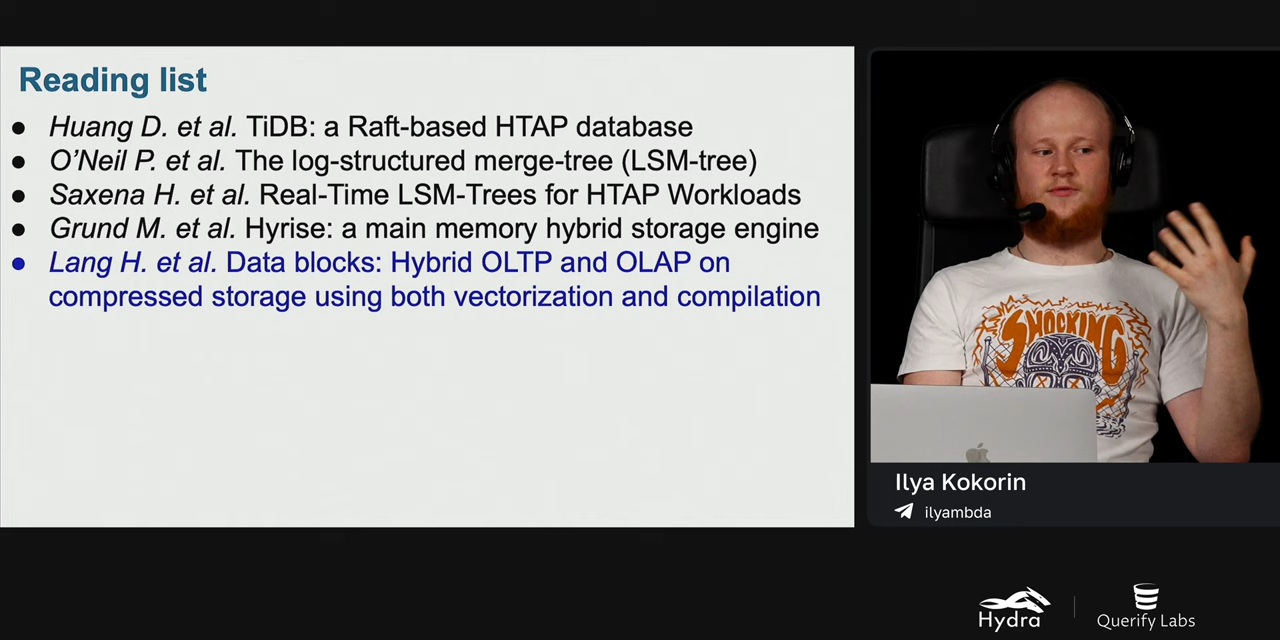 Reading list
● Huang D. et al. TiDB: a Raft-based HTAP database
● O’Neil P. et al. The log-structured merge-tree (LSM-tree)
● Saxena H. et al. Real-Time LSM-Trees for HTAP Workloads
● Grund M. et al. Hyrise: a main memory hybrid storage engine
● Lang H. et al. Data blocks: Hybrid OLTP and OLAP on
compressed storage using both vectorization and compilation
SHOCKING
Ilya Kokorin
ilyambda
Hydra
Querify Labs